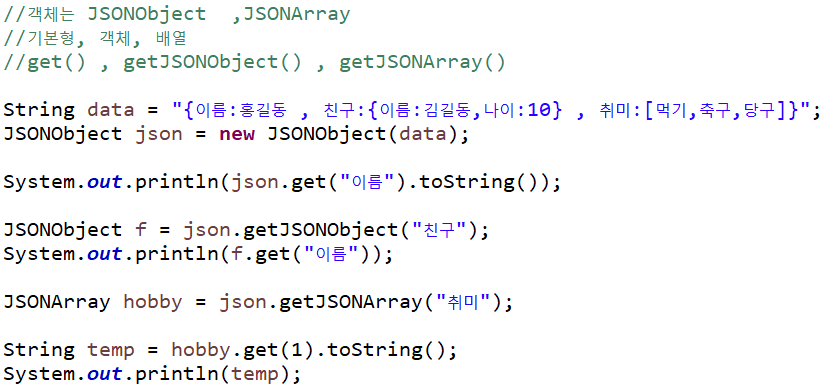 //객체는 JSONObject  ,JSONArray
//기본형, 객체, 배열
//get() , getJSONObject() , getJSONArray()
String data = "{이름:홍길동 , 친구:{이름:김길동,나이:10} , 취미:[먹기,축구,당구]}";
JSONObject json = new JSONObject(data);
System.out.println(json.get("이름").toString());
JSONObject f = json.getJSONObject("친구");
System.out.println(f.get("이름"));
JSONArray hobby = json.getJSONArray("취미");
String temp = hobby.get(1).toString();
System.out.println(temp);